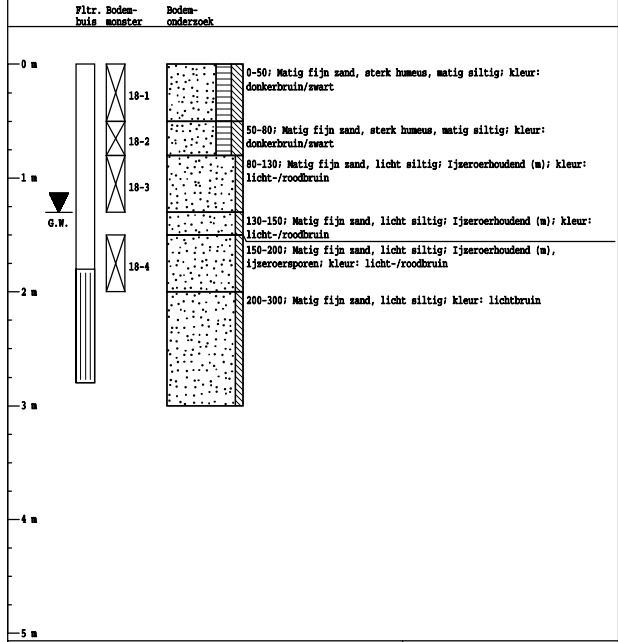 Fltr. Bodem- Bodem-
buis monster onderzoek
0 m
0-50; Matig fijn zand, sterk humeus, matig siltig; kleur:
donkerbruin/zwart
18-1
50-80; Matig fijn zand, sterk humeus, matig siltig; kleur:
donkerbruin/zwart
18-2
80-130; Matig fijn zand, licht siltig; Ijzeroerhoudend (m); kleur:
licht-/roodbruin
1 m
18-3
G.W.
130-150; Matig fijn zand, licht siltig; Ijzeroerhoudend (m); kleur:
licht-/roodbruin
150-200; Matig fijn zand, licht siltig; Ijzeroerhoudend (m),
ijzeroersporen; kleur: licht-/roodbruin
18-4
2 m
200-300; Matig fijn zand, licht siltig; kleur: lichtbruin
3 m
4 m
5 m